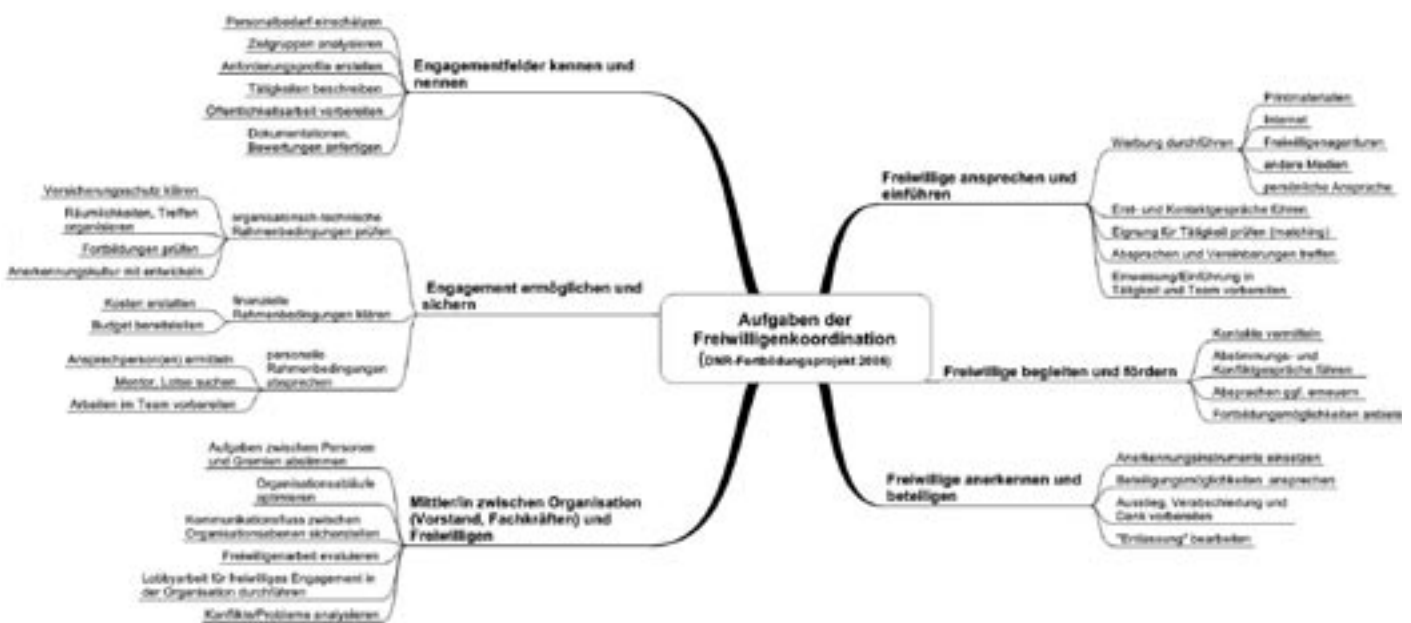 Aufgaben der
Freiwilligenkoordination
(DNR-Fortbildungsprojekt 2006)
Engagementfelder kennen und
nennen
Personalbedarf einschätzen
Zielgruppen analysieren
Anforderungsprofile erstellen
Tätigkeiten beschreiben
Öffentlichkeitsarbeit vorbereiten
Dokumentationen,
Bewertungen anfertigen
Engagement ermöglichen und
sichern
organisatorisch-technische
Rahmenbedingungen prüfen
Versicherungsschutz klären
Räumlichkeiten, Treffen
organisieren
Fortbildungen prüfen
Anerkennungskultur mit entwickeln
finanzielle
Rahmenbedingungen klären
Kosten erstatten
Budget bereitstellen
personelle
Rahmenbedingungen
absprechen
Ansprechperson(en) ermitteln
Mentor, Lotse suchen
Arbeiten im Team vorbereiten
Mittler/in zwischen Organisation
(Vorstand, Fachkräften) und
Freiwilligen
Aufgaben zwischen Personen
und Gremien abstimmen
Organisationsabläufe
optimieren
Kommunikationsfluss zwischen
Organisationsebenen sicherstellen
Freiwilligenarbeit evaluieren
Lobbyarbeit für freiwilliges Engagement in
der Organisation durchführen
Konflikte/Probleme analysieren
Freiwillige ansprechen und
einführen
Werbung durchführen
Printmaterialien
Internet
Freiwilligenagenturen
andere Medien
persönliche Ansprache
Erst- und Kontaktgespräche führen
Eignung für Tätigkeit prüfen (matching)
Absprachen und Vereinbarungen treffen
Einweisung/Einführung in
Tätigkeit und Team vorbereiten
Freiwillige begleiten und fördern
Kontakte vermitteln
Abstimmungs- und
Konfliktgespräche führen
Absprachen ggf. erneuern
Fortbildungsmöglichkeiten anbiete
Freiwillige anerkennen und
beteiligen
Anerkennungsinstrumente einsetzen
Beteiligungsmöglichkeiten ansprechen
Ausstieg, Verabschiedung und
Dank vorbereiten
"Entlassung" bearbeiten